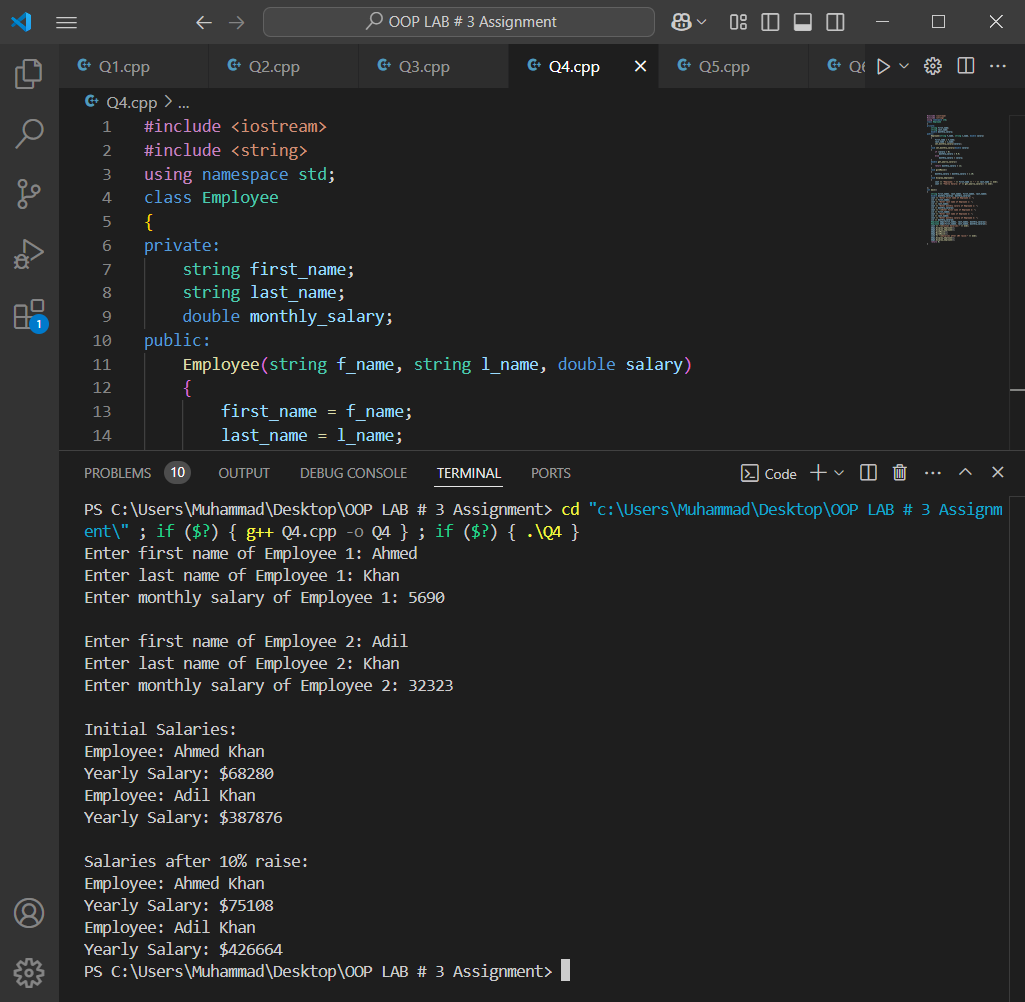 OOP LAB # 3 Assignment
Q1.cpp Q2.cpp Q3.cpp Q4.cpp Q5.cpp
Q4.cpp > ...
1 #include <iostream>
2 #include <string>
3 using namespace std;
4 class Employee
5 {
6 private:
7 string first_name;
8 string last_name;
9 double monthly_salary;
10 public:
11 Employee(string f_name, string l_name, double salary)
12 {
13 first_name = f_name;
14 last_name = l_name;
1
PROBLEMS 10 OUTPUT DEBUG CONSOLE TERMINAL PORTS Code
PS C:\Users\Muhammad\Desktop\OOP LAB # 3 Assignment> cd "c:\Users\Muhammad\Desktop\OOP LAB # 3 Assignm
ent\" ; if ($?) { g++ Q4.cpp -o Q4 } ; if ($?) { .\Q4 }
Enter first name of Employee 1: Ahmed
Enter last name of Employee 1: Khan
Enter monthly salary of Employee 1: 5690
Enter first name of Employee 2: Adil
Enter last name of Employee 2: Khan
Enter monthly salary of Employee 2: 32323
Initial Salaries:
Employee: Ahmed Khan
Yearly Salary: $68280
Employee: Adil Khan
Yearly Salary: $387876
Salaries after 10% raise:
Employee: Ahmed Khan
Yearly Salary: $75108
Employee: Adil Khan
Yearly Salary: $426664
PS C:\Users\Muhammad\Desktop\OOP LAB # 3 Assignment>